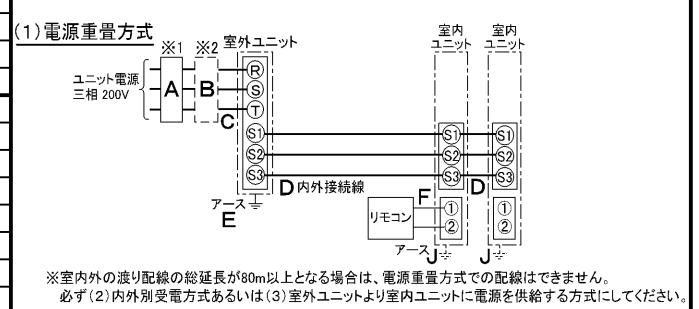 (1)電源重畳方式
※1 ※2 室外ユニット 室内ユニット 室内ユニット
ユニット電源
三相 200V
A B C
R
S
T
S1 S1 S1
S2 S2 S2
S3 S3 S3
D 内外接続線 D
アース
E
F
リモコン
① ①
② ②
アース J J
※室内外の渡り配線の総延長が80m以上となる場合は、電源重畳方式での配線はできません。
必ず(2)内外別受電方式あるいは(3)室外ユニットより室内ユニットに電源を供給する方式にしてください。